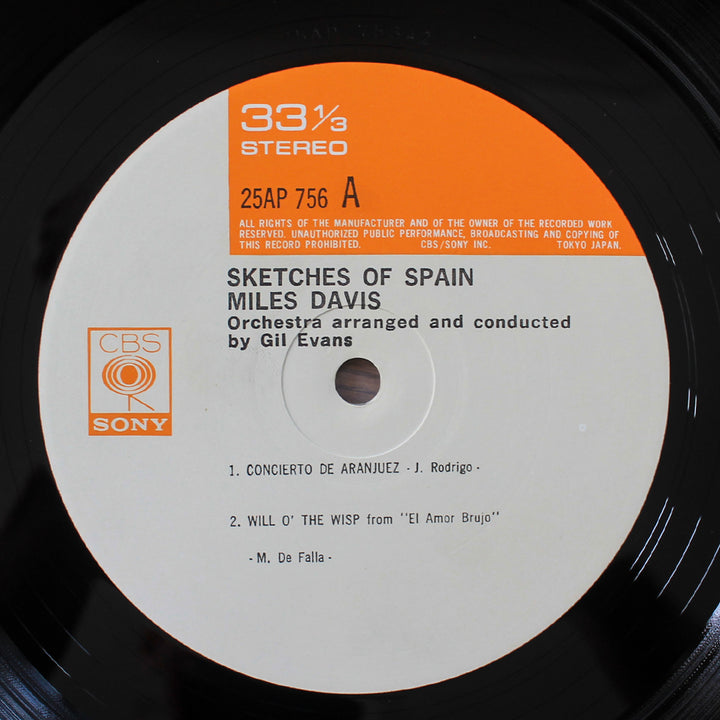 33 1/3
STEREO
25AP 756 A
ALL RIGHTS OF THE MANUFACTURER AND OF THE OWNER OF THE RECORDED WORK
RESERVED. UNAUTHORIZED PUBLIC PERFORMANCE, BROADCASTING AND COPYING OF
THIS RECORD PROHIBITED. CBS/SONY INC. TOKYO JAPAN.
SKETCHES OF SPAIN
MILES DAVIS
Orchestra arranged and conducted
by Gil Evans
CBS
SONY
1. CONCIERTO DE ARANJUEZ - J. Rodrigo -
2. WILL O' THE WISP from "El Amor Brujo"
- M. De Falla -